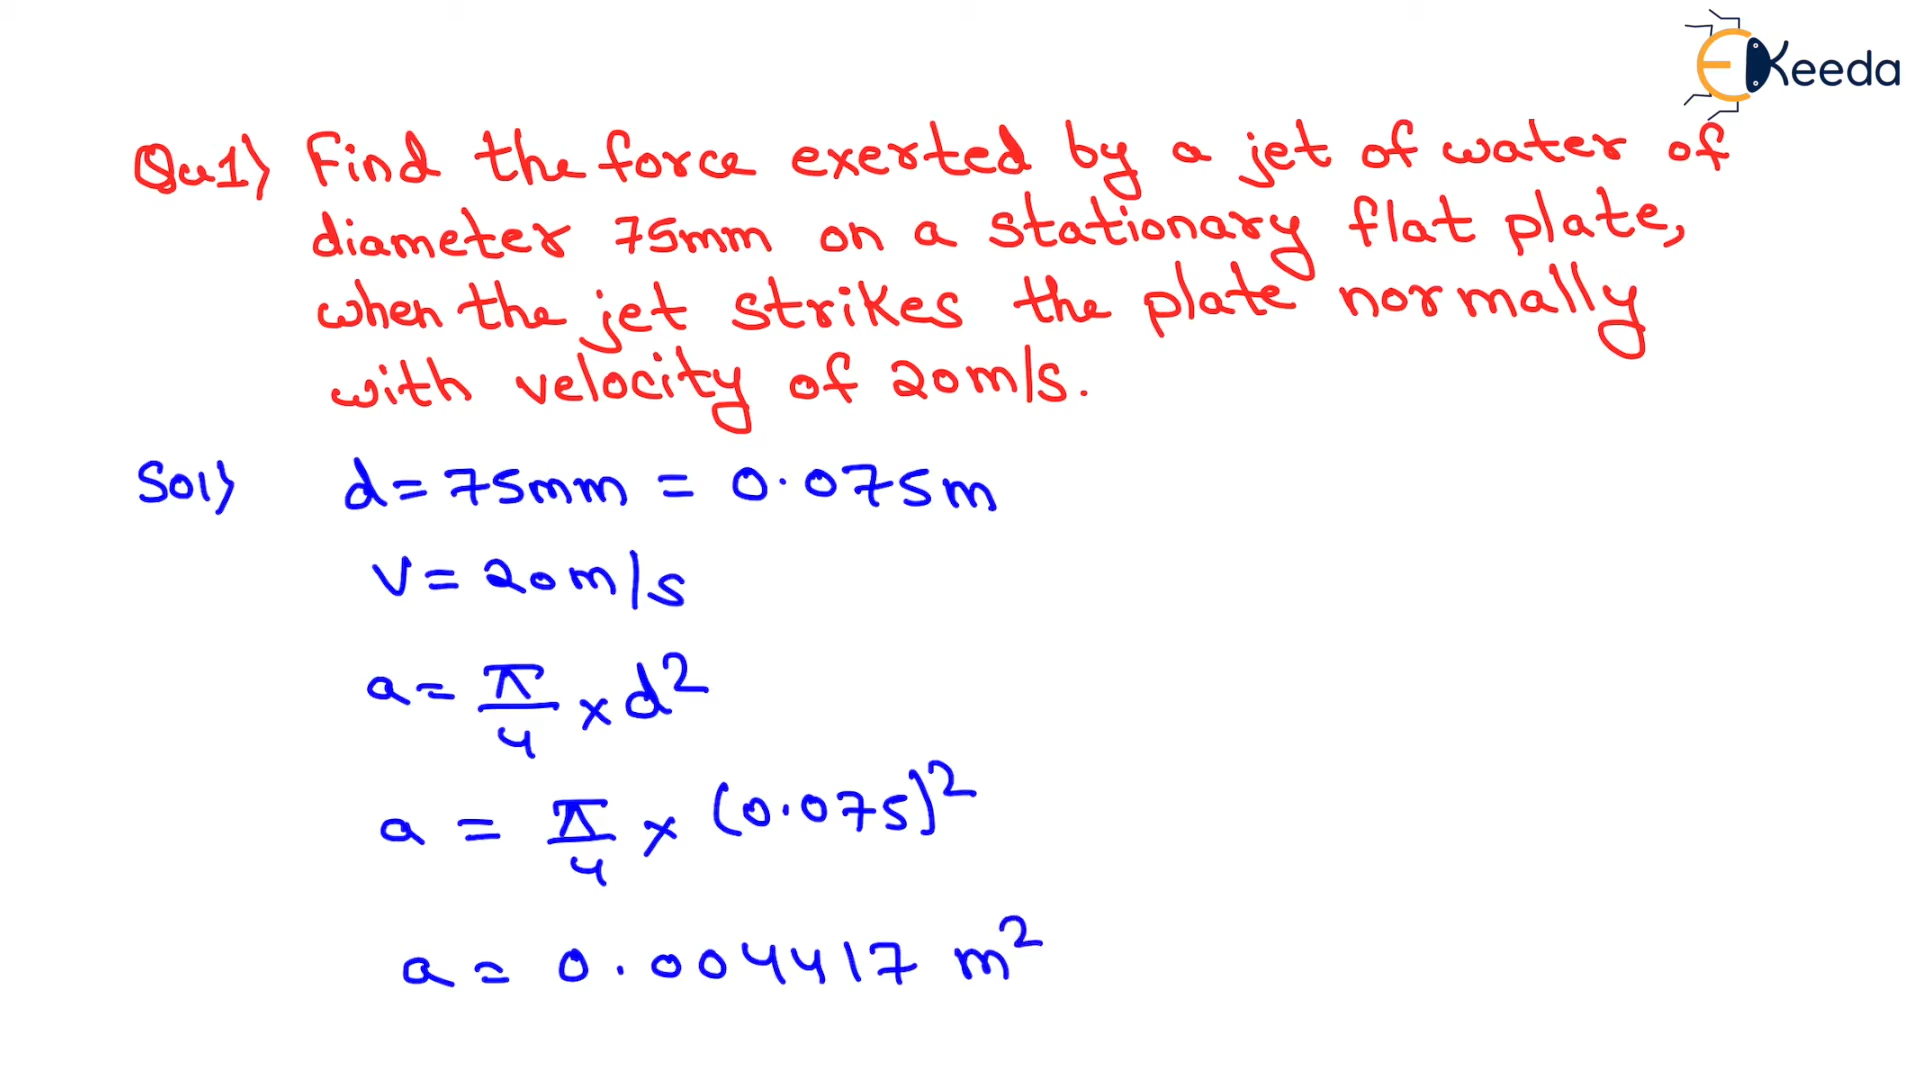 EKeeda
Qu1) Find the force exerted by a jet of water of
diameter 75mm on a stationary flat plate,
when the jet strikes the plate normally
with velocity of 20m/s.
Sol) d = 75mm = 0.075m
V = 20m/s
a = π/4 × d²
a = π/4 × (0.075)²
a = 0.004417 m²